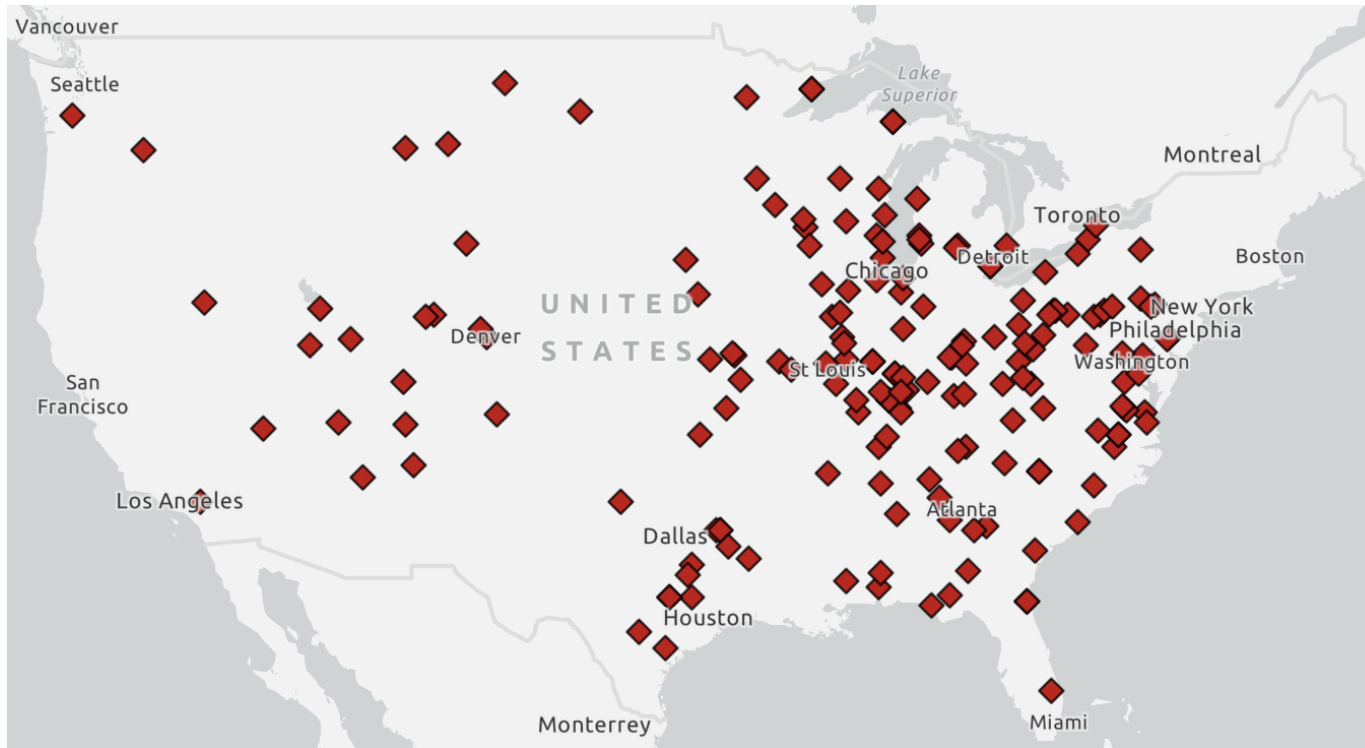 Vancouver
Seattle
Lake
Superior
Montreal
Toronto
Boston
Detroit
Chicago
UNITED
STATES
New York
Philadelphia
Denver
Washington
St Louis
San
Francisco
Los Angeles
Atlanta
Dallas
Houston
Monterrey
Miami